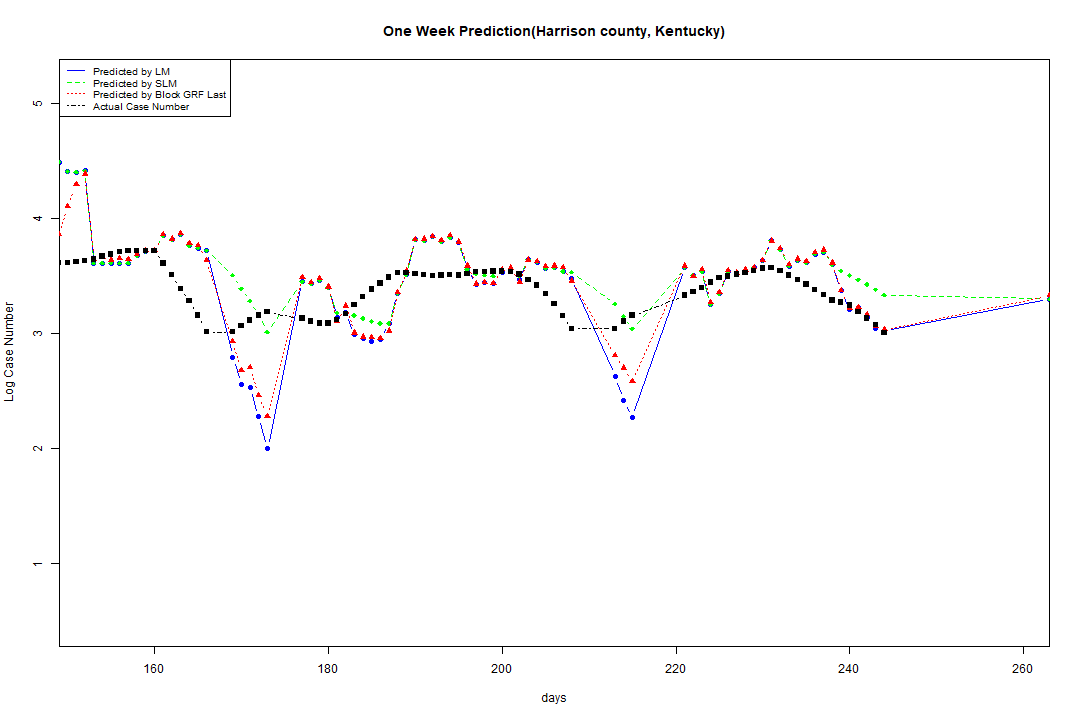 One Week Prediction(Harrison county, Kentucky)
Predicted by LM
Predicted by SLM
Predicted by Block GRF Last
Actual Case Number
5
4
3
2
1
Log Case Number
160 180 200 220 240 260
days